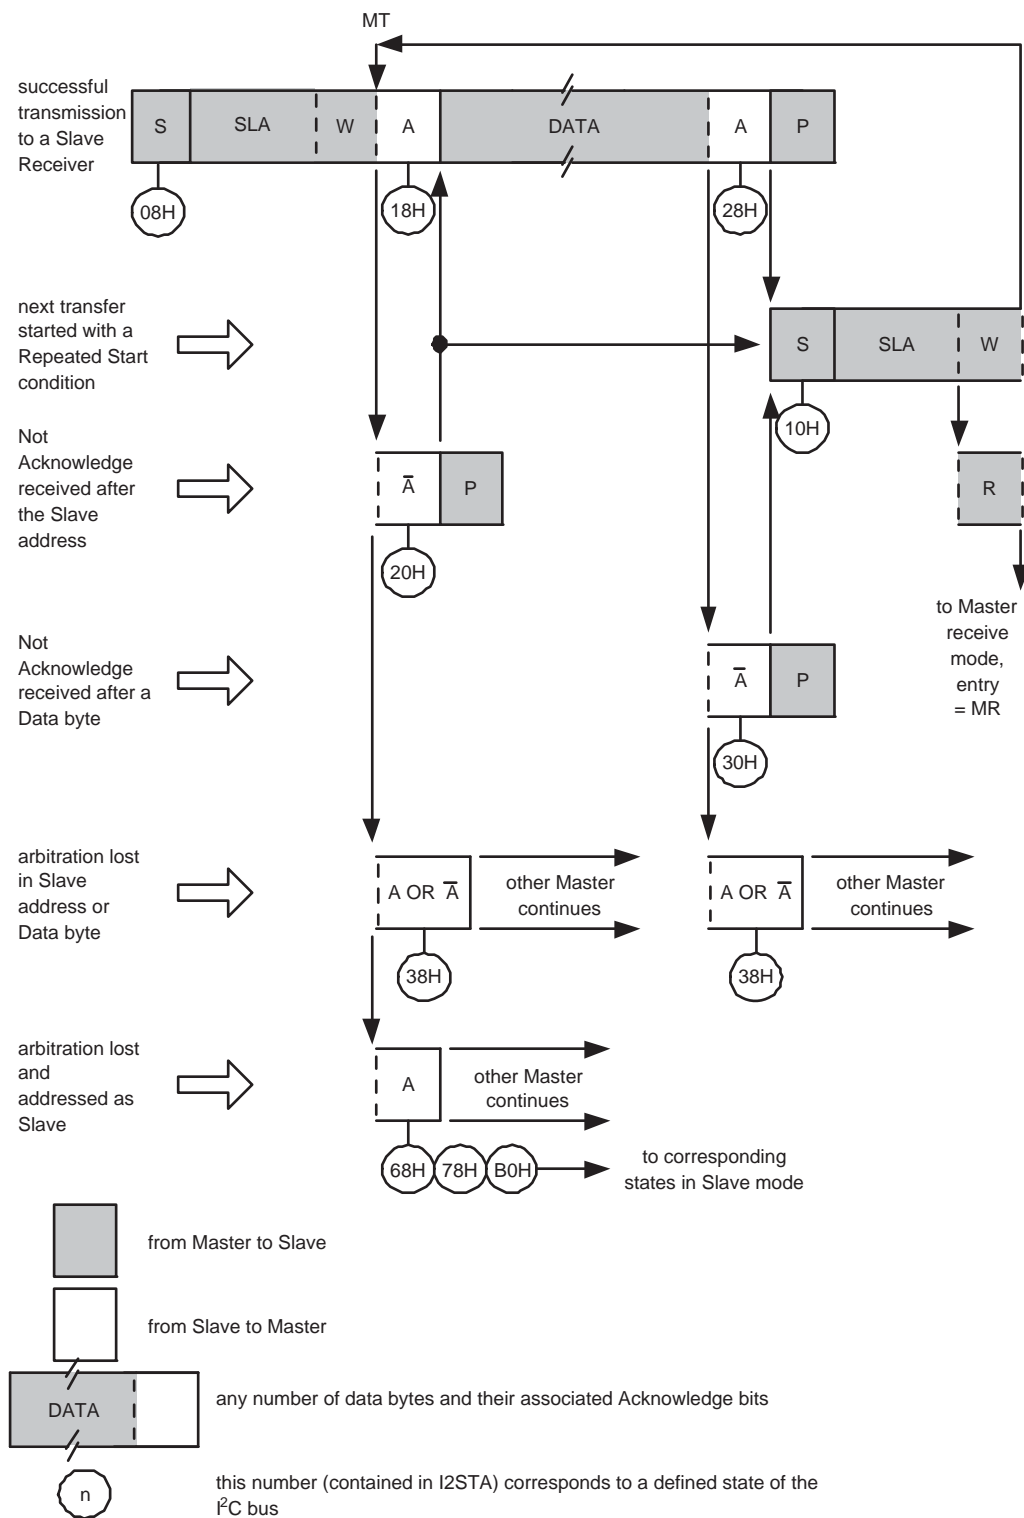 MT
successful
transmission
to a Slave
Receiver
S SLA W A DATA A P
08H 18H 28H
next transfer
started with a
Repeated Start
condition
S SLA W
10H
Not
Acknowledge
received after
the Slave
address
A̅ P
R
20H
to Master
receive
mode,
entry
= MR
Not
Acknowledge
received after a
Data byte
A̅ P
30H
arbitration lost
in Slave
address or
Data byte
A OR A̅
other Master
continues
A OR A̅
other Master
continues
38H 38H
arbitration lost
and
addressed as
Slave
A
other Master
continues
68H 78H B0H
to corresponding
states in Slave mode
from Master to Slave
from Slave to Master
DATA
any number of data bytes and their associated Acknowledge bits
n
this number (contained in I2STA) corresponds to a defined state of the
I²C bus